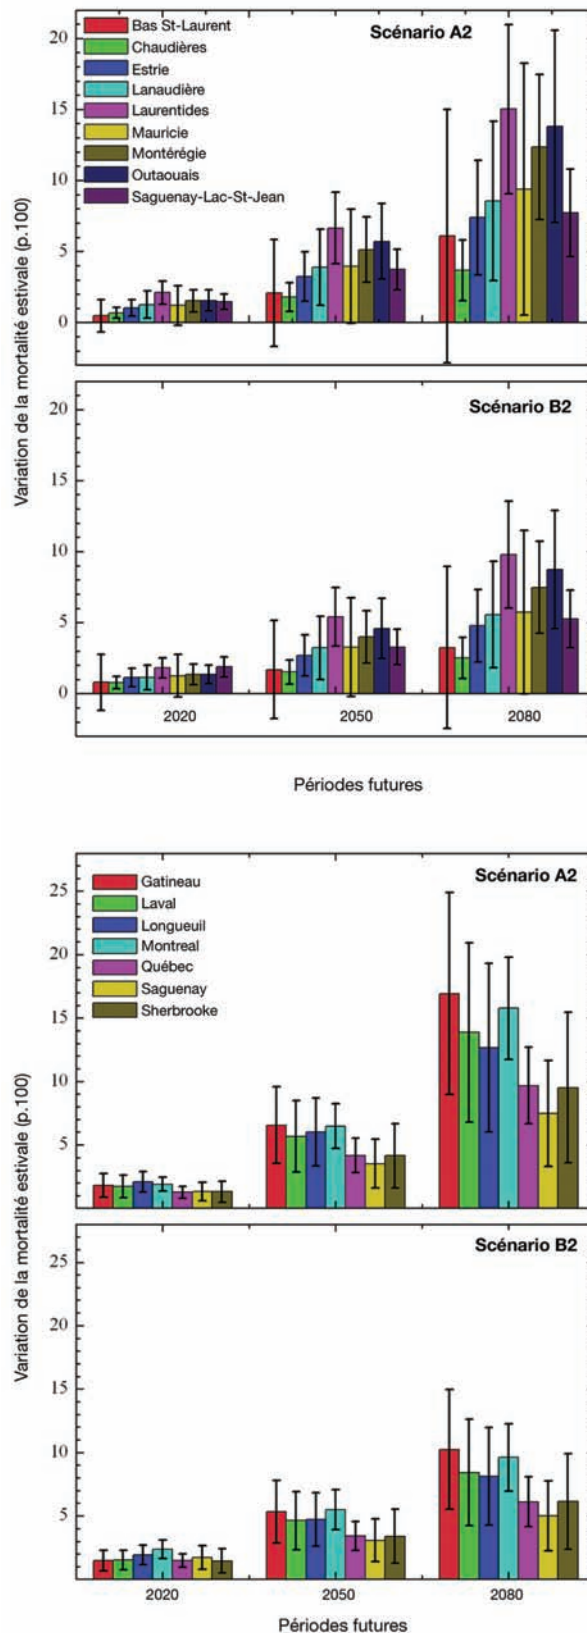 Scénario A2
Bas St-Laurent
Chaudières
Estrie
Lanaudière
Laurentides
Mauricie
Montérégie
Outaouais
Saguenay-Lac-St-Jean
20
15
10
5
0
Variation de la mortalité estivale (p.100)
Scénario B2
20
15
10
5
0
2020
2050
2080
Périodes futures
Scénario A2
Gatineau
Laval
Longueuil
Montreal
Québec
Saguenay
Sherbrooke
25
20
15
10
5
Variation de la mortalité estivale (p.100)
Scénario B2
25
20
15
10
5
2020
2050
2080
Périodes futures